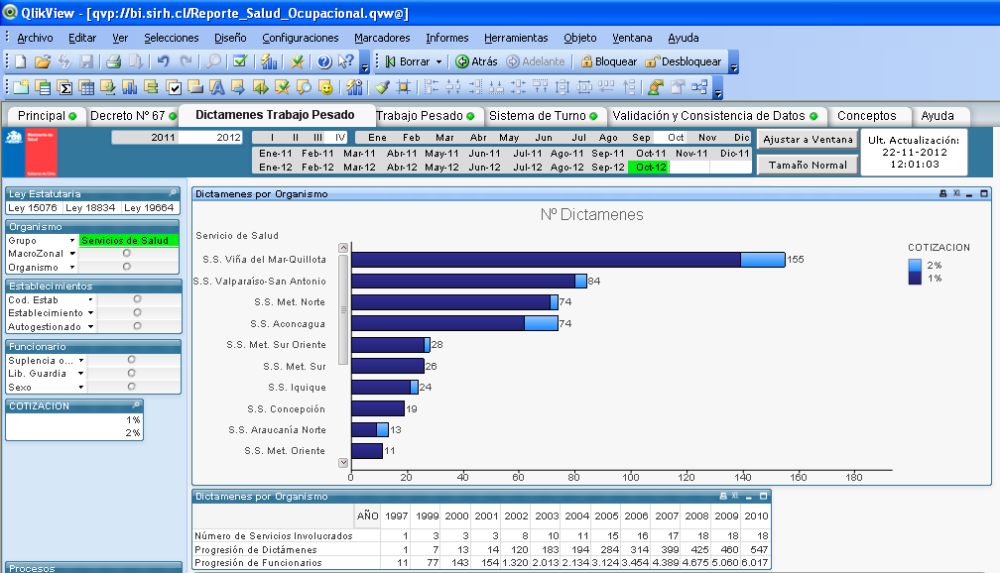 QlikView - [qvp://bi.sirh.cl/Reporte_Salud_Ocupacional.qvw@]
Archivo Editar Ver Selecciones Diseño Configuraciones Marcadores Informes Herramientas Objeto Ventana Ayuda
Borrar Atrás Adelante Bloquear Desbloquear
Principal Decreto Nº 67 Dictamenes Trabajo Pesado Trabajo Pesado Sistema de Turno Validación y Consistencia de Datos Conceptos Ayuda
2011 2012 I II III IV Ene Feb Mar Abr May Jun Jul Ago Sep Oct Nov Dic
Ene-11 Feb-11 Mar-11 Abr-11 May-11 Jun-11 Jul-11 Ago-11 Sep-11 Oct-11 Nov-11 Dic-11
Ene-12 Feb-12 Mar-12 Abr-12 May-12 Jun-12 Jul-12 Ago-12 Sep-12 Oct-12
Ajustar a Ventana
Tamaño Normal
Ult. Actualización:
22-11-2012
12:01:03
Ministerio de
Salud
Gobierno de Chile
Ley Estatutaria
Ley 15076 Ley 18834 Ley 19664
Organismo
Grupo Servicios de Salud
MacroZonal
Organismo
Establecimientos
Cod. Estab
Establecimiento
Autogestionado
Funcionario
Suplencia o...
Lib. Guardia
Sexo
COTIZACION
1%
2%
Procesos
Dictamenes por Organismo
Nº Dictamenes
Servicio de Salud
S.S. Viña del Mar-Quillota 155
S.S. Valparaíso-San Antonio 84
S.S. Met. Norte 74
S.S. Aconcagua 74
S.S. Met. Sur Oriente 28
S.S. Met. Sur 26
S.S. Iquique 24
S.S. Concepción 19
S.S. Araucanía Norte 13
S.S. Met. Oriente 11
0 20 40 60 80 100 120 140 160 180
COTIZACION
2%
1%
Dictamenes por Organismo
AÑO 1997 1999 2000 2001 2002 2003 2004 2005 2006 2007 2008 2009 2010
Número de Servicios Involucrados 1 3 3 3 8 10 11 15 16 17 18 18 18
Progresión de Dictámenes 1 7 13 14 120 183 194 284 314 399 425 460 547
Progresión de Funcionarios 11 77 143 154 1.320 2.013 2.134 3.124 3.454 4.389 4.675 5.060 6.017